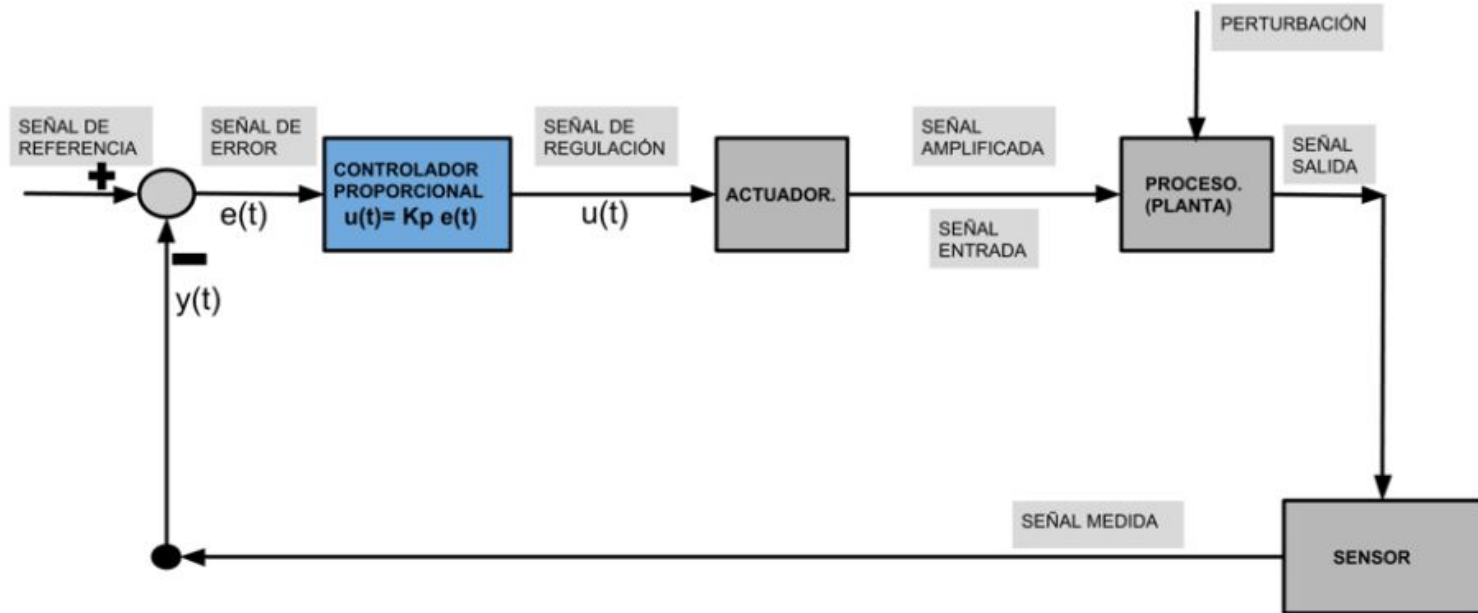 PERTURBACIÓN
SEÑAL DE
REFERENCIA
SEÑAL DE
ERROR
SEÑAL DE
REGULACIÓN
SEÑAL
AMPLIFICADA
SEÑAL
SALIDA
+
e(t)
CONTROLADOR
PROPORCIONAL
u(t)= Kp e(t)
u(t)
ACTUADOR.
SEÑAL
ENTRADA
PROCESO.
(PLANTA)
-
y(t)
SEÑAL MEDIDA
SENSOR